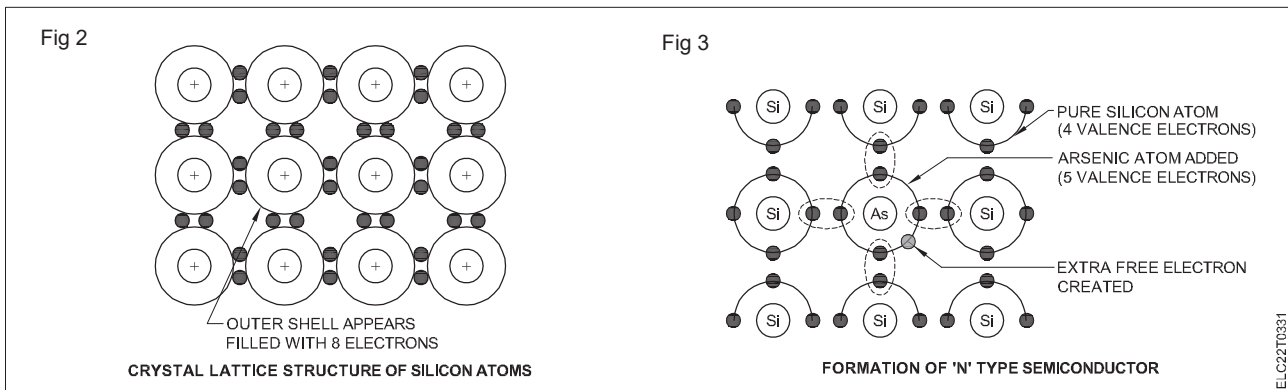 Fig 2
+ + + +
+ + + +
+ + + +
OUTER SHELL APPEARS
FILLED WITH 8 ELECTRONS
CRYSTAL LATTICE STRUCTURE OF SILICON ATOMS
Fig 3
Si Si Si
PURE SILICON ATOM
(4 VALENCE ELECTRONS)
ARSENIC ATOM ADDED
(5 VALENCE ELECTRONS)
Si As Si
EXTRA FREE ELECTRON
CREATED
Si Si Si
FORMATION OF 'N' TYPE SEMICONDUCTOR
ELC22T0331